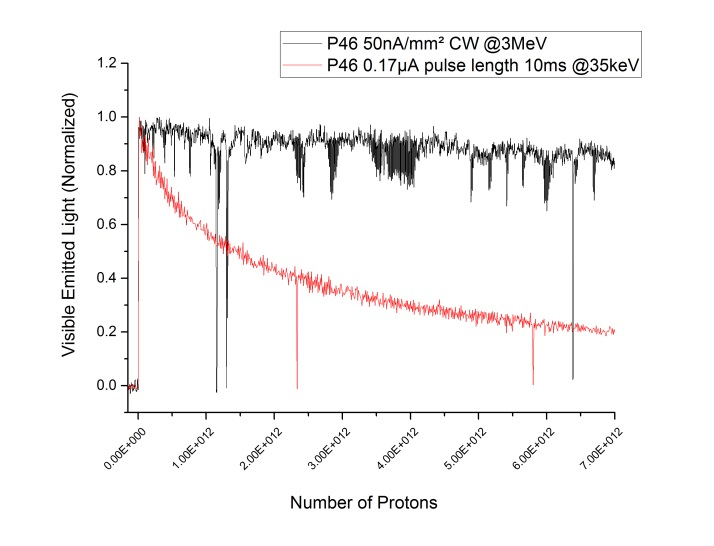 P46 50nA/mm² CW @3MeV
P46 0.17µA pulse length 10ms @35keV
1.2
1.0
0.8
0.6
0.4
0.2
0.0
Visible Emitted Light (Normalized)
0.00E+000
1.00E+012
2.00E+012
3.00E+012
4.00E+012
5.00E+012
6.00E+012
7.00E+012
Number of Protons